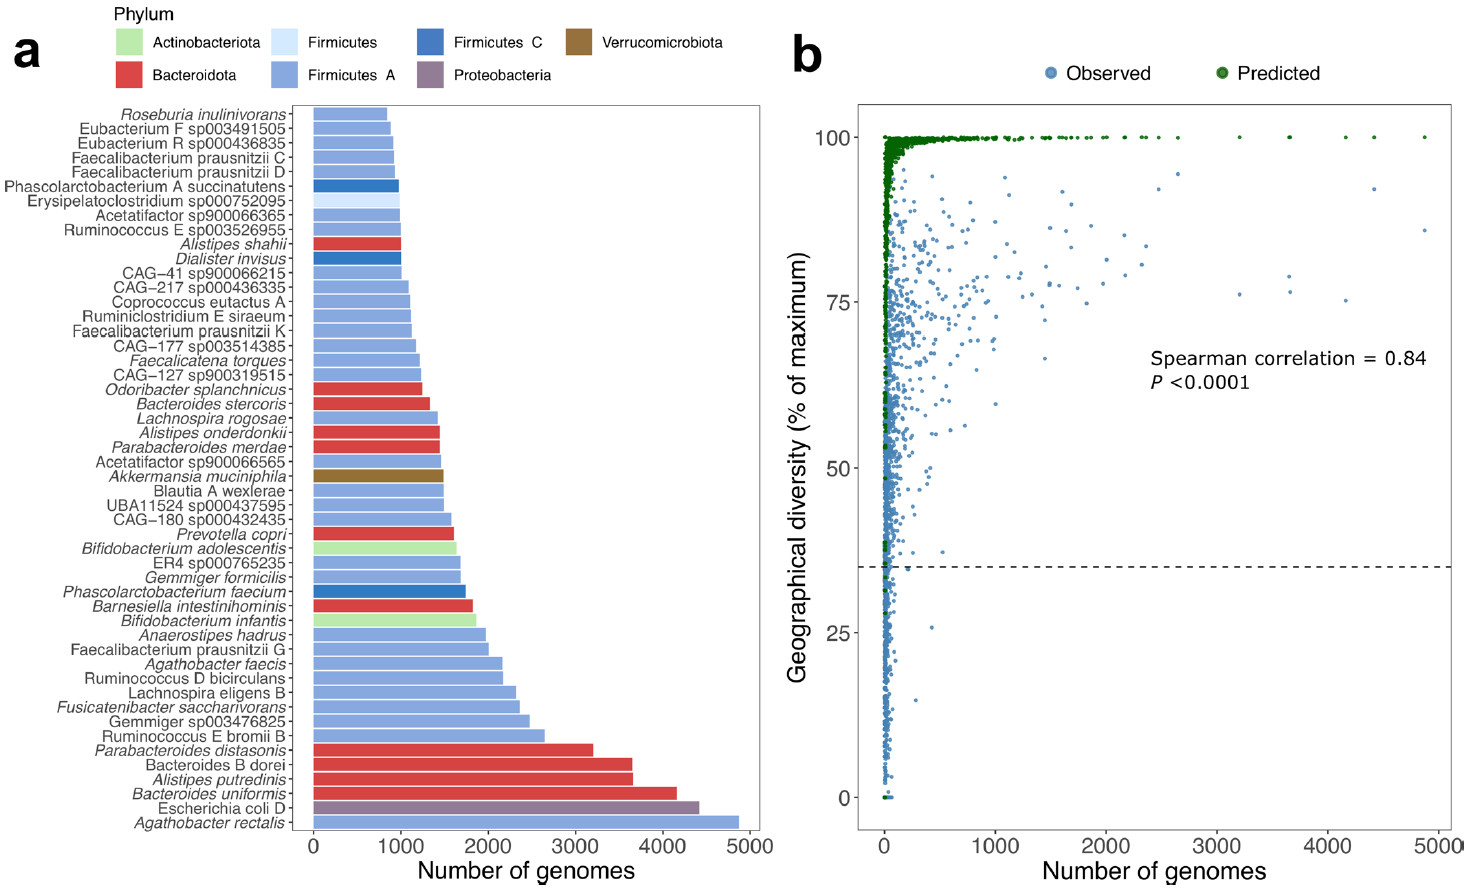 a
Phylum
Actinobacteriota
Firmicutes
Firmicutes C
Verrucomicrobiota
Bacteroidota
Firmicutes A
Proteobacteria
Roseburia inulinivorans
Eubacterium F sp003491505
Eubacterium R sp000436835
Faecalibacterium prausnitzii C
Faecalibacterium prausnitzii D
Phascolarctobacterium A succinatutens
Erysipelatoclostridium sp000752095
Acetatifactor sp900066365
Ruminococcus E sp003526955
Alistipes shahii
Dialister invisus
CAG−41 sp900066215
CAG−217 sp000436335
Coprococcus eutactus A
Ruminiclostridium E siraeum
Faecalibacterium prausnitzii K
CAG−177 sp003514385
Faecalicatena torques
CAG−127 sp900319515
Odoribacter splanchnicus
Bacteroides stercoris
Lachnospira rogosae
Alistipes onderdonkii
Parabacteroides merdae
Acetatifactor sp900066565
Akkermansia muciniphila
Blautia A wexlerae
UBA11524 sp000437595
CAG−180 sp000432435
Prevotella copri
Bifidobacterium adolescentis
ER4 sp000765235
Gemmiger formicilis
Phascolarctobacterium faecium
Barnesiella intestinihominis
Bifidobacterium infantis
Anaerostipes hadrus
Faecalibacterium prausnitzii G
Agathobacter faecis
Ruminococcus D bicirculans
Lachnospira eligens B
Fusicatenibacter saccharivorans
Gemmiger sp003476825
Ruminococcus E bromii B
Parabacteroides distasonis
Bacteroides B dorei
Alistipes putredinis
Bacteroides uniformis
Escherichia coli D
Agathobacter rectalis
0 1000 2000 3000 4000 5000
Number of genomes
b
Observed
Predicted
Geographical diversity (% of maximum)
100
75
50
25
0
Spearman correlation = 0.84
P <0.0001
0 1000 2000 3000 4000 5000
Number of genomes